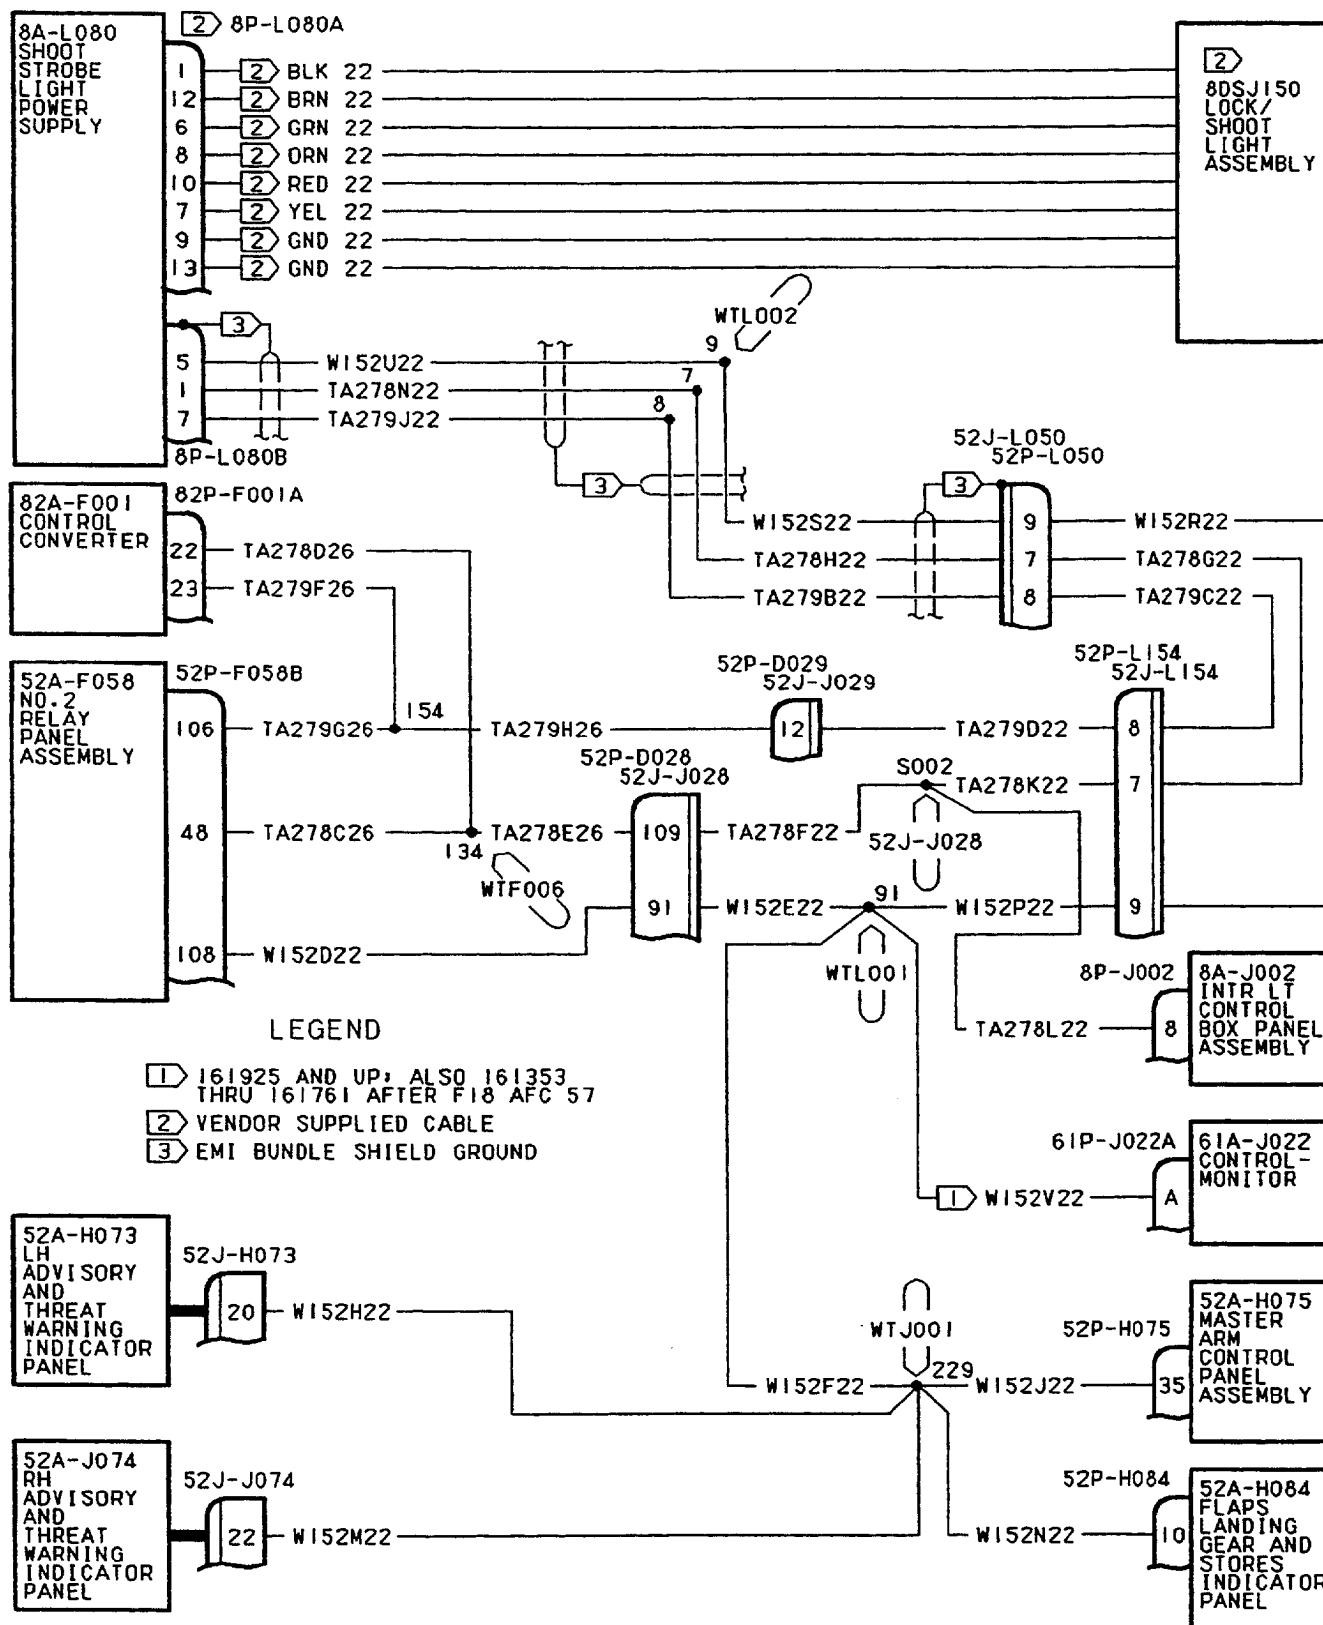 8A-L080
SHOOT
STROBE
LIGHT
POWER
SUPPLY
2 8P-L080A
1 2 BLK 22
12 2 BRN 22
6 2 GRN 22
8 2 ORN 22
10 2 RED 22
7 2 YEL 22
9 2 GND 22
13 2 GND 22
2
8DSJ150
LOCK/
SHOOT
LIGHT
ASSEMBLY
3
WTL002
5 W152U22 9
1 TA278N22 7
7 TA279J22 8
8P-L080B
3
52J-L050
52P-L050
3
W152S22 9 W152R22
TA278H22 7 TA278G22
TA279B22 8 TA279C22
82A-F001
CONTROL
CONVERTER
82P-F001A
22 TA278D26
23 TA279F26
52A-F058
NO.2
RELAY
PANEL
ASSEMBLY
52P-F058B
106 TA279G26 154 TA279H26
52P-D029
52J-J029
12 TA279D22
52P-L154
52J-L154
8
52P-D028
52J-J028
S002 TA278K22 7
48 TA278C26 134 TA278E26 109 TA278F22
52J-J028
WTF006
91 W152E22 91 W152P22 9
108 W152D22
WTL001
8P-J002
8A-J002
INTR LT
CONTROL
BOX PANEL
ASSEMBLY
TA278L22 8
LEGEND
1 161925 AND UP; ALSO 161353
THRU 161761 AFTER F18 AFC 57
2 VENDOR SUPPLIED CABLE
3 EMI BUNDLE SHIELD GROUND
61P-J022A
61A-J022
CONTROL-
MONITOR
1 W152V22 A
52A-H073
LH
ADVISORY
AND
THREAT
WARNING
INDICATOR
PANEL
52J-H073
20 W152H22
WTJ001
52P-H075
52A-H075
MASTER
ARM
CONTROL
PANEL
ASSEMBLY
W152F22 229 W152J22 35
52A-J074
RH
ADVISORY
AND
THREAT
WARNING
INDICATOR
PANEL
52J-J074
22 W152M22
52P-H084
52A-H084
FLAPS
LANDING
GEAR AND
STORES
INDICATOR
PANEL
W152N22 10